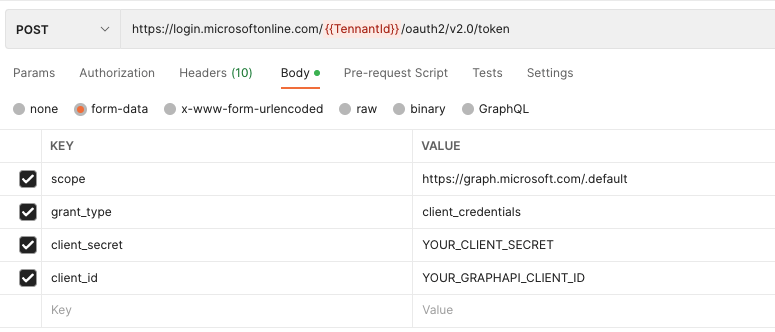 POST https://login.microsoftonline.com/{{TennantId}}/oauth2/v2.0/token
Params Authorization Headers (10) Body Pre-request Script Tests Settings
none form-data x-www-form-urlencoded raw binary GraphQL
KEY VALUE
scope https://graph.microsoft.com/.default
grant_type client_credentials
client_secret YOUR_CLIENT_SECRET
client_id YOUR_GRAPHAPI_CLIENT_ID
Key Value